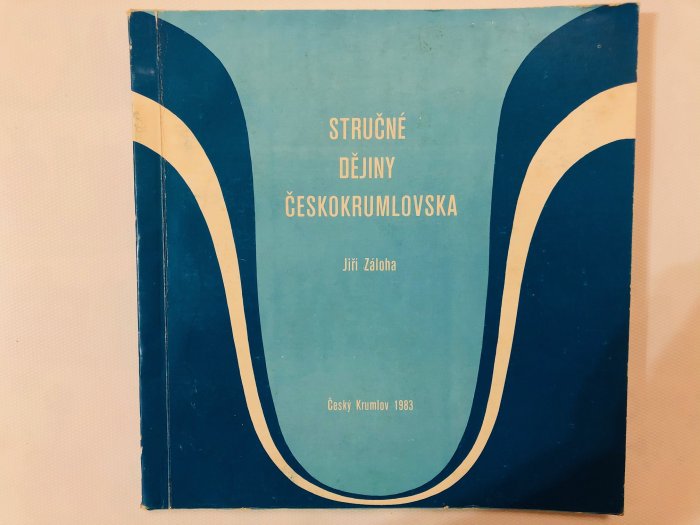 STRUČNÉ
DĚJINY
ČESKOKRUMLOVSKA
Jiří Záloha
Český Krumlov 1983